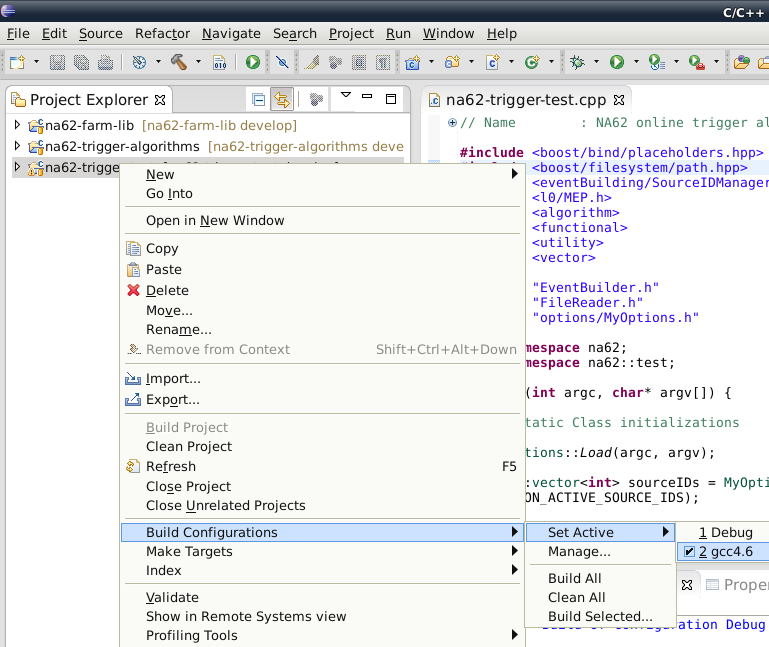 C/C++
File Edit Source Refactor Navigate Search Project Run Window Help
Project Explorer
na62-trigger-test.cpp
na62-farm-lib [na62-farm-lib develop]
na62-trigger-algorithms [na62-trigger-algorithms deve
na62-trigge
// Name : NA62 online trigger al
#include <boost/bind/placeholders.hpp>
<boost/filesystem/path.hpp>
<eventBuilding/SourceIDManager
<l0/MEP.h>
<algorithm>
<functional>
<utility>
<vector>
"EventBuilder.h"
"FileReader.h"
"options/MyOptions.h"
mespace na62;
mespace na62::test;
(int argc, char* argv[]) {
tatic Class initializations
tions::Load(argc, argv);
:vector<int> sourceIDs = MyOpti
ON_ACTIVE_SOURCE_IDS);
New
Go Into
Open in New Window
Copy
Paste
Delete
Move...
Rename...
Remove from Context Shift+Ctrl+Alt+Down
Import...
Export...
Build Project
Clean Project
Refresh F5
Close Project
Close Unrelated Projects
Build Configurations
Make Targets
Index
Validate
Show in Remote Systems view
Profiling Tools
Set Active
Manage...
Build All
Clean All
Build Selected...
1 Debug
2 gcc4.6
Proper
Configuration Debug